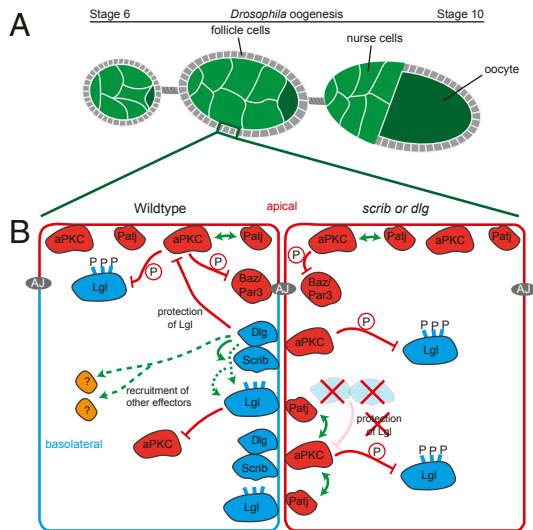 A
Stage 6
Drosophila oogenesis
Stage 10
follicle cells
nurse cells
oocyte
Wildtype
apical
scrib or dlg
B
aPKC
Patj
aPKC
Patj
aPKC
Patj
aPKC
Patj
P P P
P
P
P
Lgl
Baz/
Par3
AJ
AJ
AJ
Baz/
Par3
protection
of Lgl
Dlg
Scrib
aPKC
P
P P P
Lgl
?
?
recruitment of
other effectors
Lgl
Patj
protection
of Lgl
basolateral
aPKC
Dlg
Scrib
aPKC
P
P P P
Lgl
Lgl
Patj